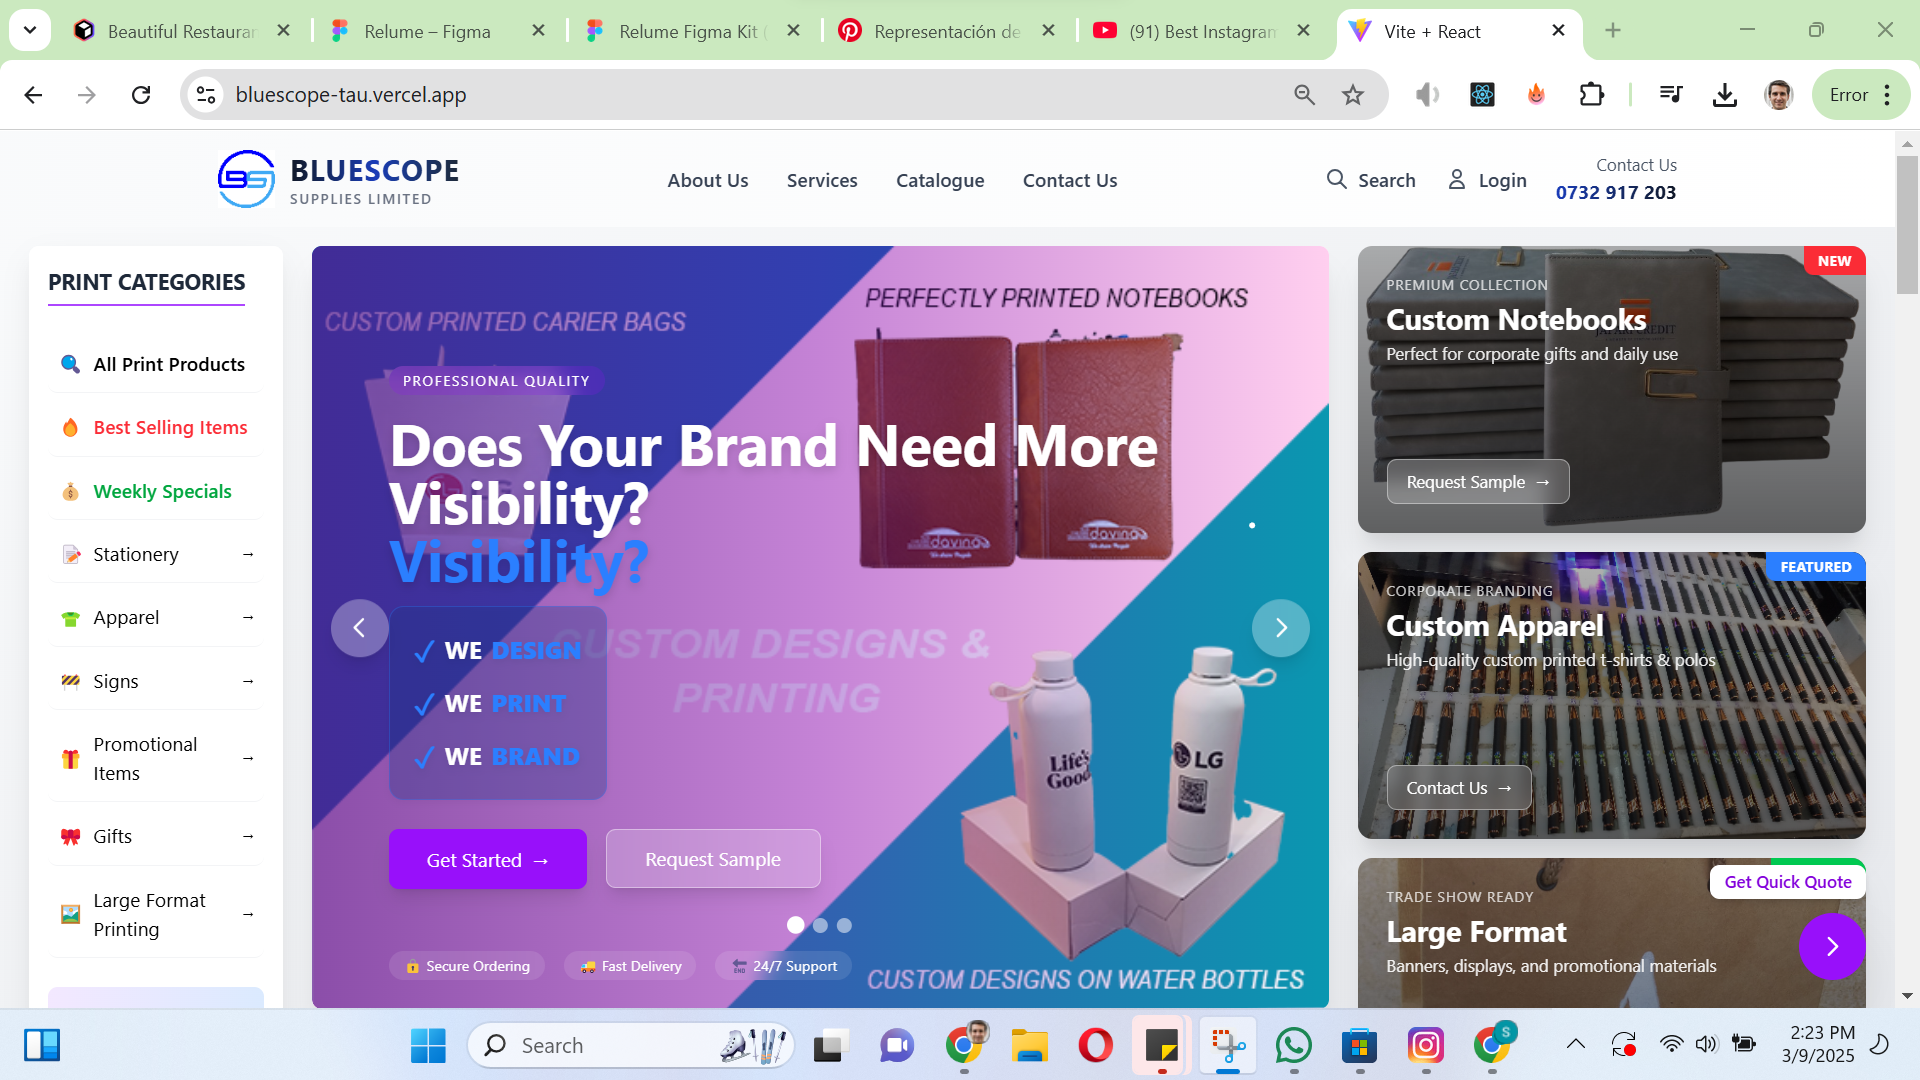 Beautiful Restauran
Relume – Figma
Relume Figma Kit (
Representación de
(91) Best Instagram
Vite + React
bluescope-tau.vercel.app
Error
BLUESCOPE
SUPPLIES LIMITED
About Us
Services
Catalogue
Contact Us
Search
Login
Contact Us
0732 917 203
PRINT CATEGORIES
All Print Products
Best Selling Items
Weekly Specials
Stationery →
Apparel →
Signs →
Promotional
Items →
Gifts →
Large Format
Printing →
CUSTOM PRINTED CARIER BAGS
PERFECTLY PRINTED NOTEBOOKS
PROFESSIONAL QUALITY
Does Your Brand Need More
Visibility?
Visibility?
davina
davina
CUSTOM DESIGNS &
PRINTING
✓ WE DESIGN
✓ WE PRINT
✓ WE BRAND
Life's
Good
LG
Get Started →
Request Sample
Secure Ordering
Fast Delivery
END
24/7 Support
CUSTOM DESIGNS ON WATER BOTTLES
NEW
PREMIUM COLLECTION
Custom Notebooks
Perfect for corporate gifts and daily use
Request Sample →
FEATURED
CORPORATE BRANDING
Custom Apparel
High-quality custom printed t-shirts & polos
Contact Us →
TRADE SHOW READY
Get Quick Quote
Large Format
Banners, displays, and promotional materials
Search
S
2:23 PM
3/9/2025